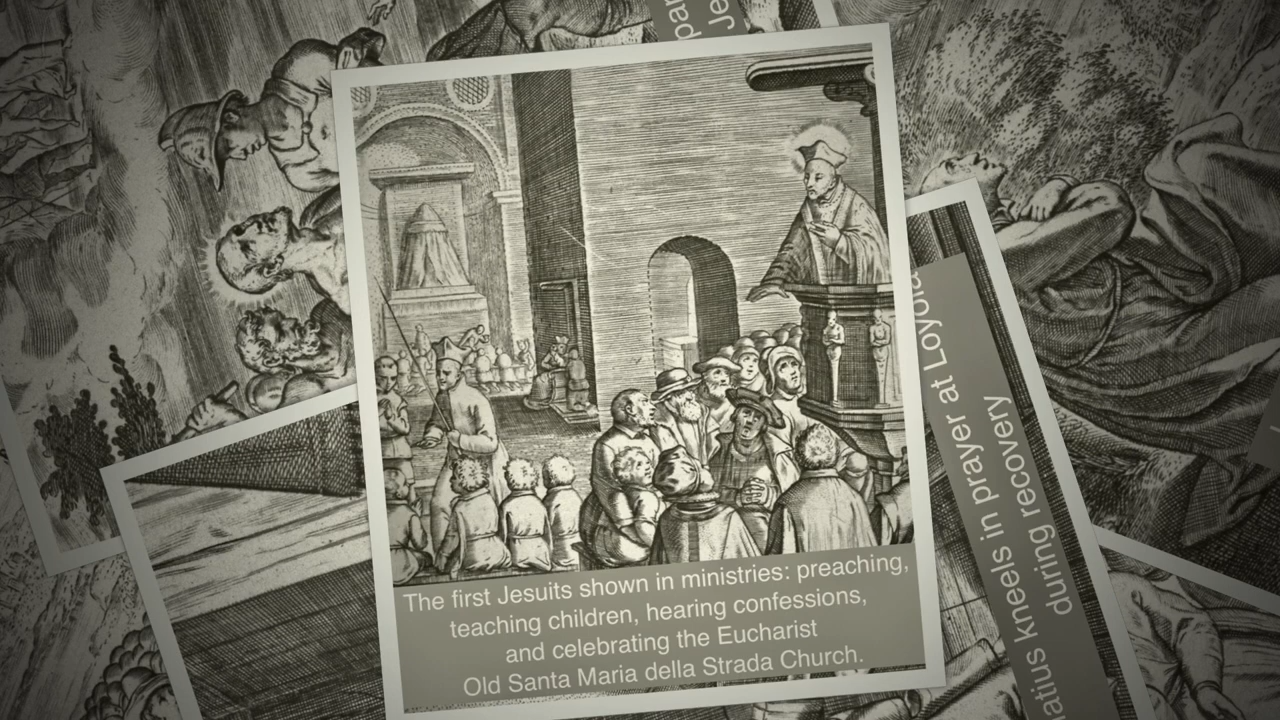 The first Jesuits shown in ministries: preaching,
teaching children, hearing confessions,
and celebrating the Eucharist
Old Santa Maria della Strada Church.
kneels in prayer at Loyola
during recovery